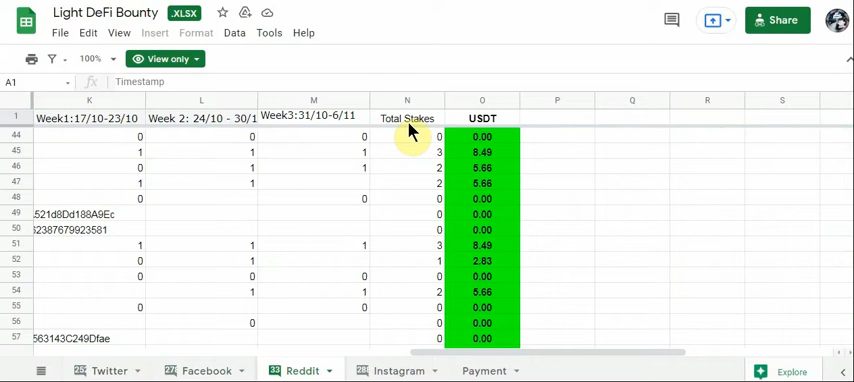 Light DeFi Bounty .XLSX
File Edit View Insert Format Data Tools Help
Share
100% View only
A1 fx Timestamp
K L M N O P Q R S
1 Week1:17/10-23/10 Week 2: 24/10 - 30/1 Week3:31/10-6/11 Total Stakes USDT
44 0 0 0 0 0.00
45 1 1 1 3 8.49
46 0 1 1 2 5.66
47 1 1 2 5.66
48 0 0 0 0.00
49 .521d8Dd188A9Ec 0 0.00
50 62387679923581 0 0.00
51 1 1 1 3 8.49
52 0 1 1 2.83
53 0 0 0 0 0.00
54 1 1 2 5.66
55 0 0 0 0.00
56 0 0 0.00
57 563143C249Dfae 0 0.00
Twitter Facebook 33 Reddit Instagram Payment Explore